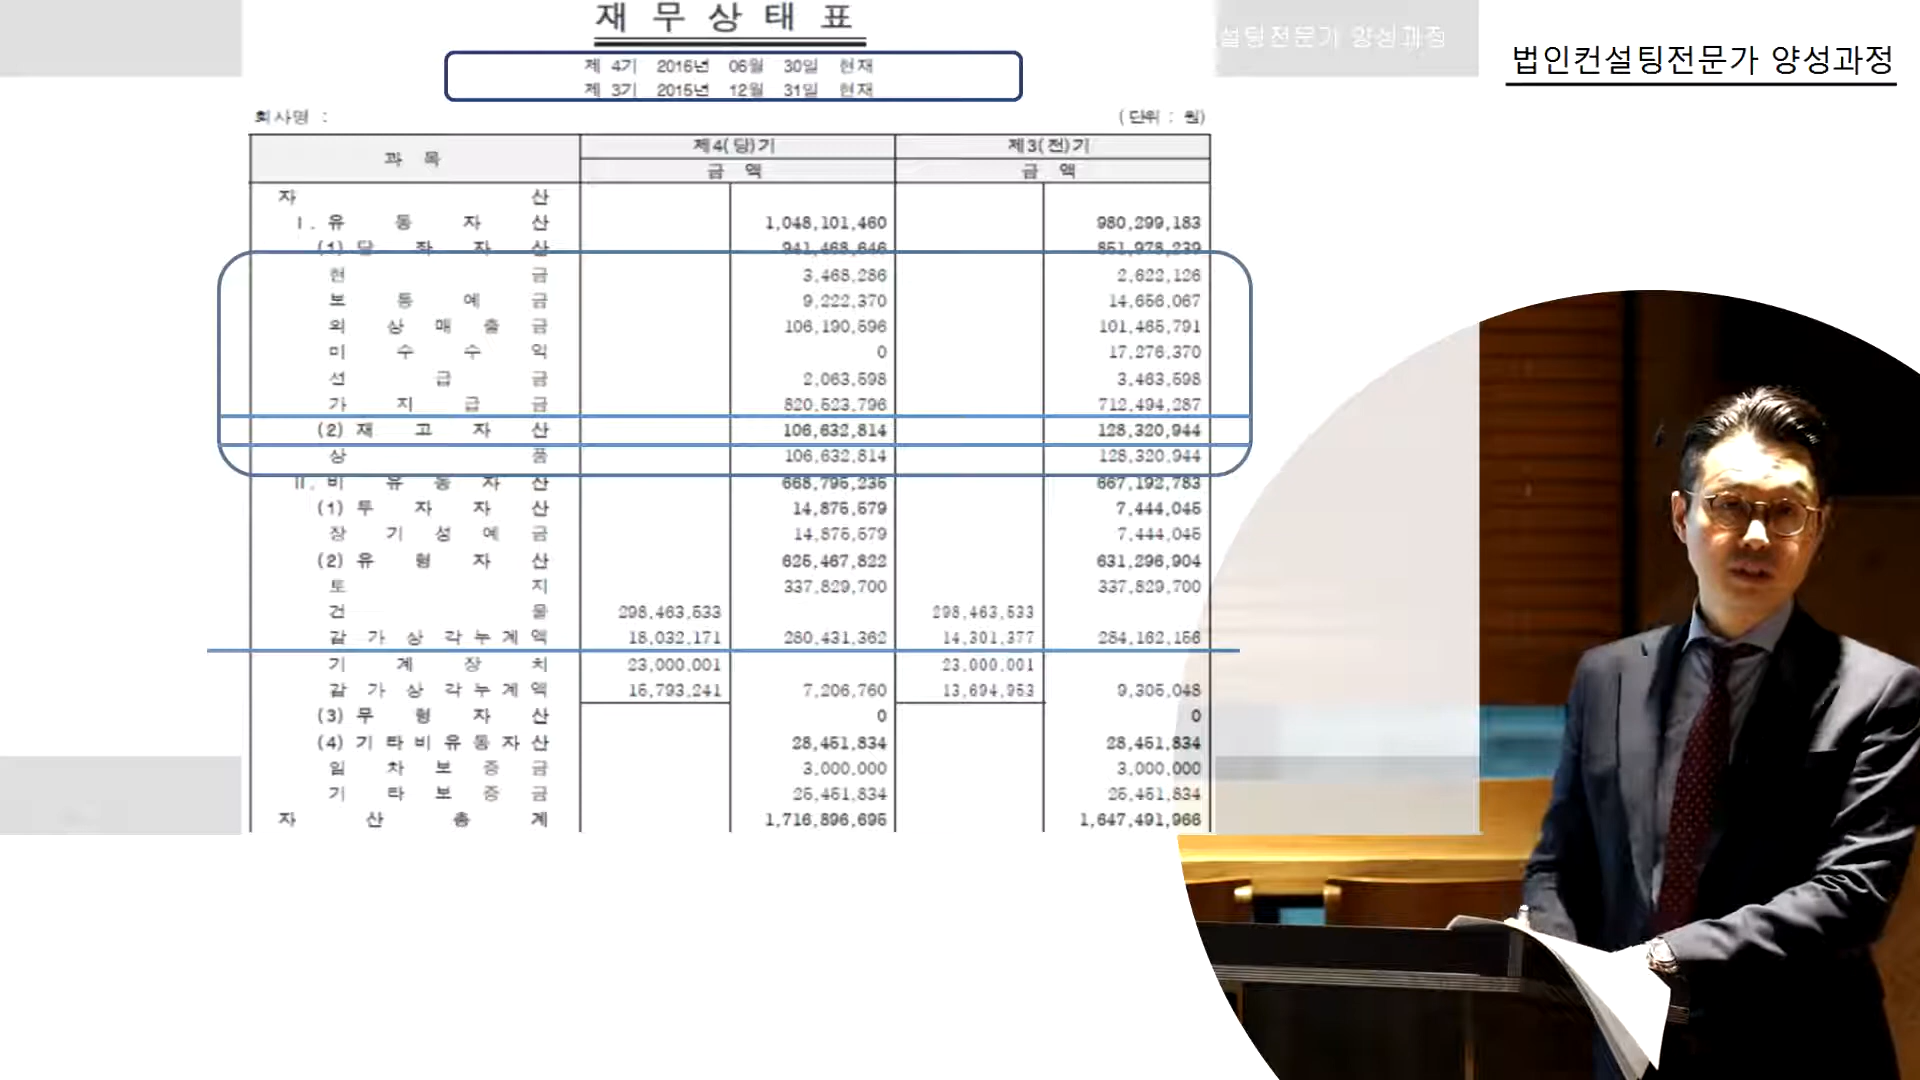 재 무 상 태 표
제 4기 2016년 06월 30일 현재
제 3기 2015년 12월 31일 현재
회사명 :
(단위 : 원)
과 목 제4(당)기 제3(전)기
금 액 금 액
자 산
I. 유 동 자 산 1,048,101,460 980,299,183
(1) 당 좌 자 산 941,468,646 851,978,239
현 금 3,468,286 2,622,126
보 통 예 금 9,222,370 14,656,067
외 상 매 출 금 106,190,596 101,465,791
미 수 수 익 0 17,276,370
선 급 금 2,063,598 3,463,598
가 지 급 금 820,523,796 712,494,287
(2) 재 고 자 산 106,632,814 128,320,944
상 품 106,632,814 128,320,944
II. 비 유 동 자 산 668,795,235 667,192,783
(1) 투 자 자 산 14,875,579 7,444,045
장 기 성 예 금 14,875,579 7,444,045
(2) 유 형 자 산 625,467,822 631,296,904
토 지 337,829,700 337,829,700
건 물 298,463,533 298,463,533
감 가 상 각 누 계 액 18,032,171 280,431,362 14,301,377 284,162,156
기 계 장 치 23,000,001 23,000,001
감 가 상 각 누 계 액 15,793,241 7,206,760 13,694,953 9,305,048
(3) 무 형 자 산 0 0
(4) 기 타 비 유 동 자 산 28,451,834 28,451,834
임 차 보 증 금 3,000,000 3,000,000
기 타 보 증 금 25,451,834 25,451,834
자 산 총 계 1,716,896,695 1,647,491,966
설팅전문가 양성과정
법인컨설팅전문가 양성과정